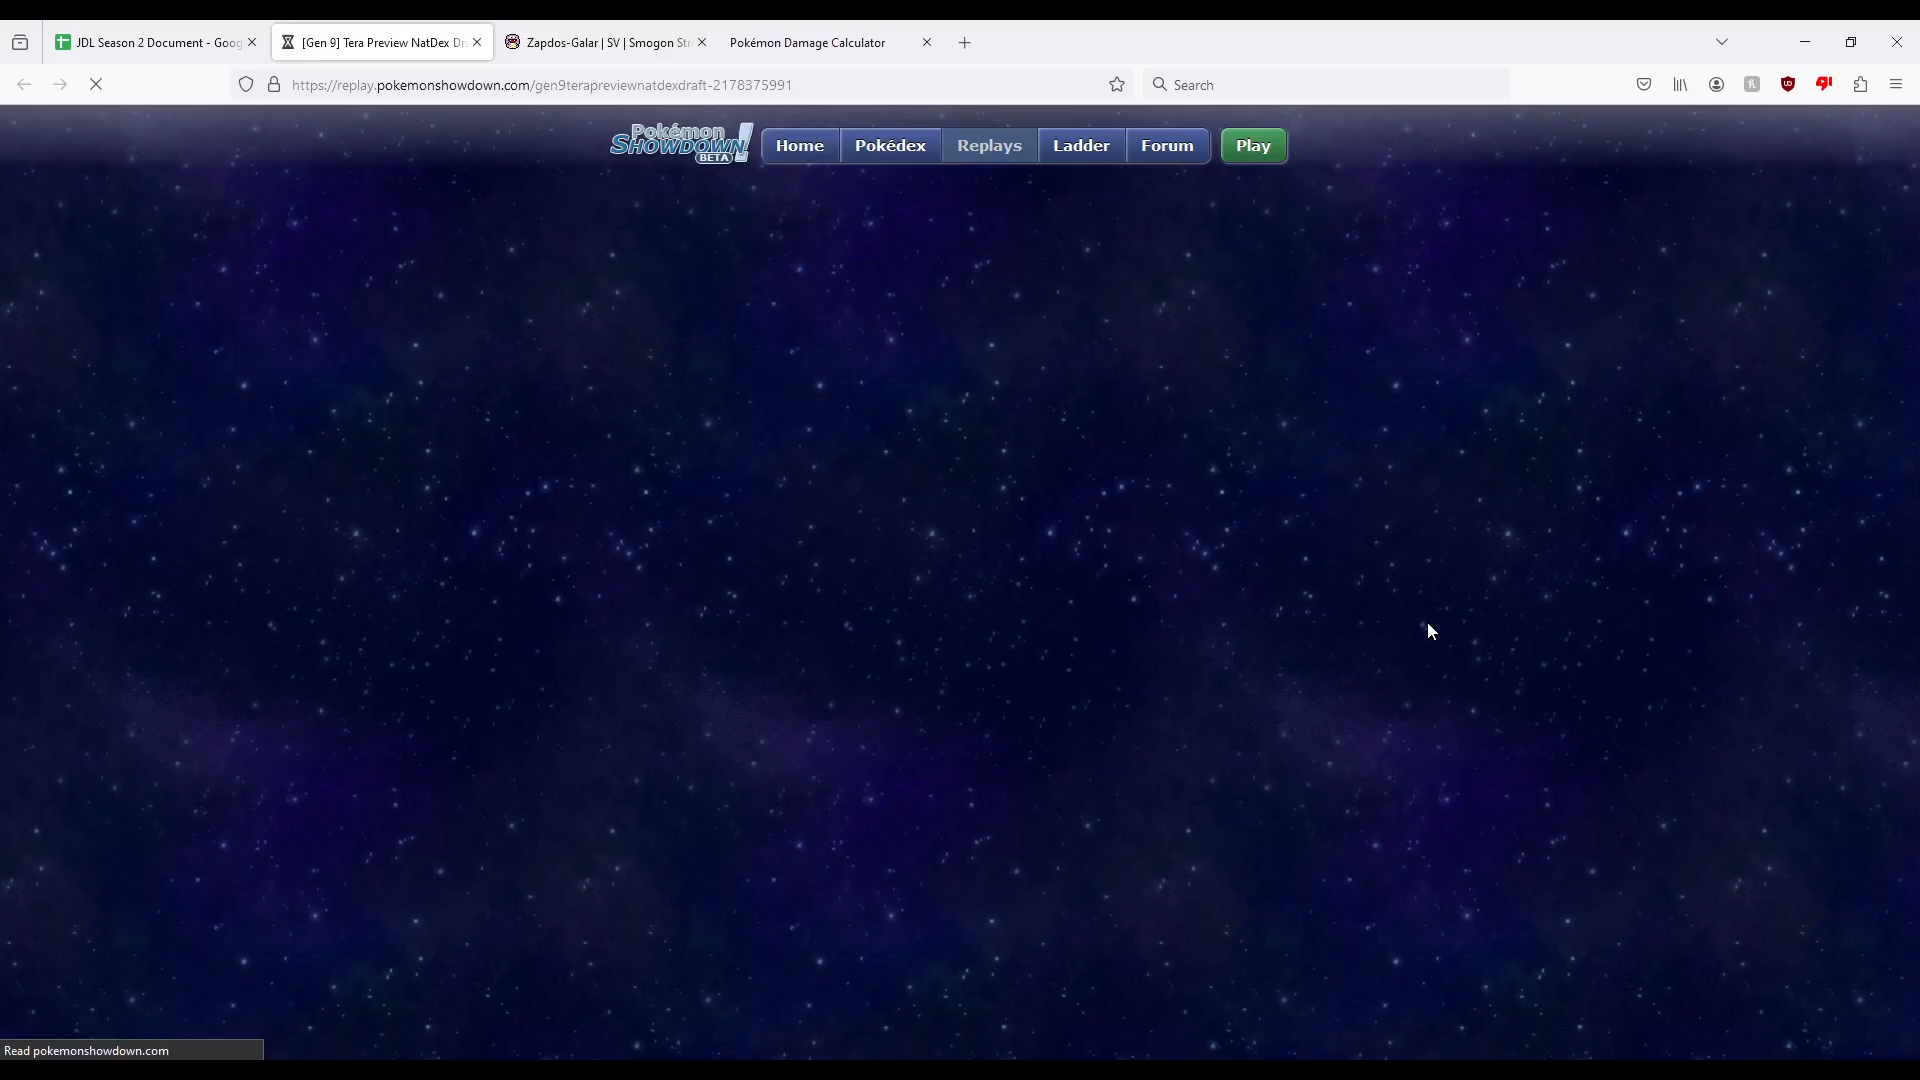 JDL Season 2 Document - Goog
[Gen 9] Tera Preview NatDex Dr
Zapdos-Galar | SV | Smogon Str
Pokémon Damage Calculator
https://replay.pokemonshowdown.com/gen9terapreviewnatdexdraft-2178375991
Search
Pokémon
SHOWDOWN!
BETA
Home
Pokédex
Replays
Ladder
Forum
Play
Read pokemonshowdown.com